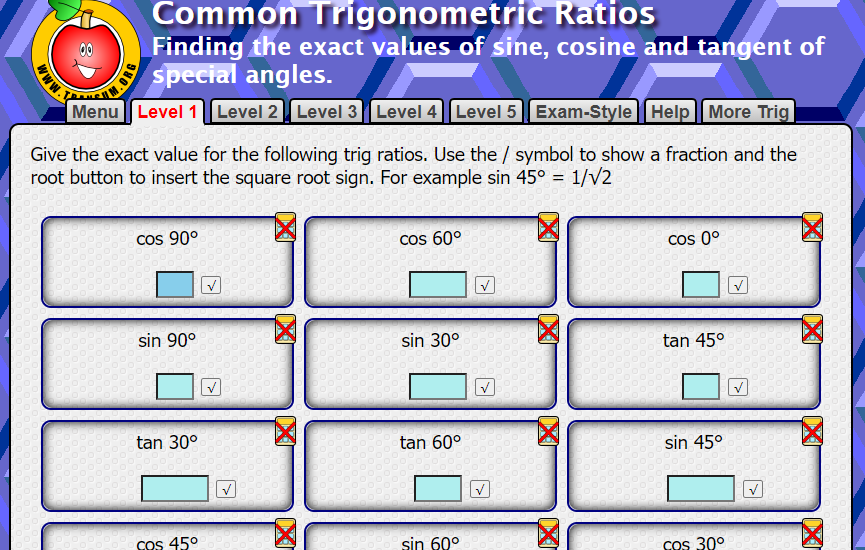 Common Trigonometric Ratios
Finding the exact values of sine, cosine and tangent of
special angles.
WWW.TRANSUM.ORG
Menu Level 1 Level 2 Level 3 Level 4 Level 5 Exam-Style Help More Trig
Give the exact value for the following trig ratios. Use the / symbol to show a fraction and the
root button to insert the square root sign. For example sin 45° = 1/√2
cos 90° cos 60° cos 0°
√ √ √
sin 90° sin 30° tan 45°
√ √ √
tan 30° tan 60° sin 45°
√ √ √
cos 45° sin 60° cos 30°